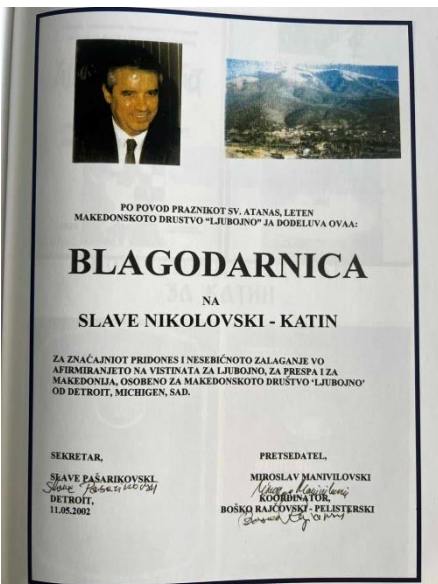 PO POVOD PRAZNIKOT SV. ATANAS, LETEN
MAKEDONSKOTO DRUSTVO "LJUBOJNO" JA DODELUVA OVAA:
BLAGODARNICA
NA
SLAVE NIKOLOVSKI - KATIN
ZA ZNAČAJNIOT PRIDONES I NESEBIČNOTO ZALAGANJE VO
AFIRMIRANJETO NA VISTINATA ZA LJUBOJNO, ZA PRESPA I ZA
MAKEDONIJA, OSOBENO ZA MAKEDONSKOTO DRUŠTVO 'LJUBOJNO'
OD DETROIT, MICHIGEN, SAD.
SEKRETAR,
SLAVE PAŠARIKOVSKI
DETROIT,
11.05.2002
PRETSEDATEL,
MIROSLAV MANIVILOVSKI
KOORDINATOR,
BOŠKO RAJČOVSKI - PELISTERSKI